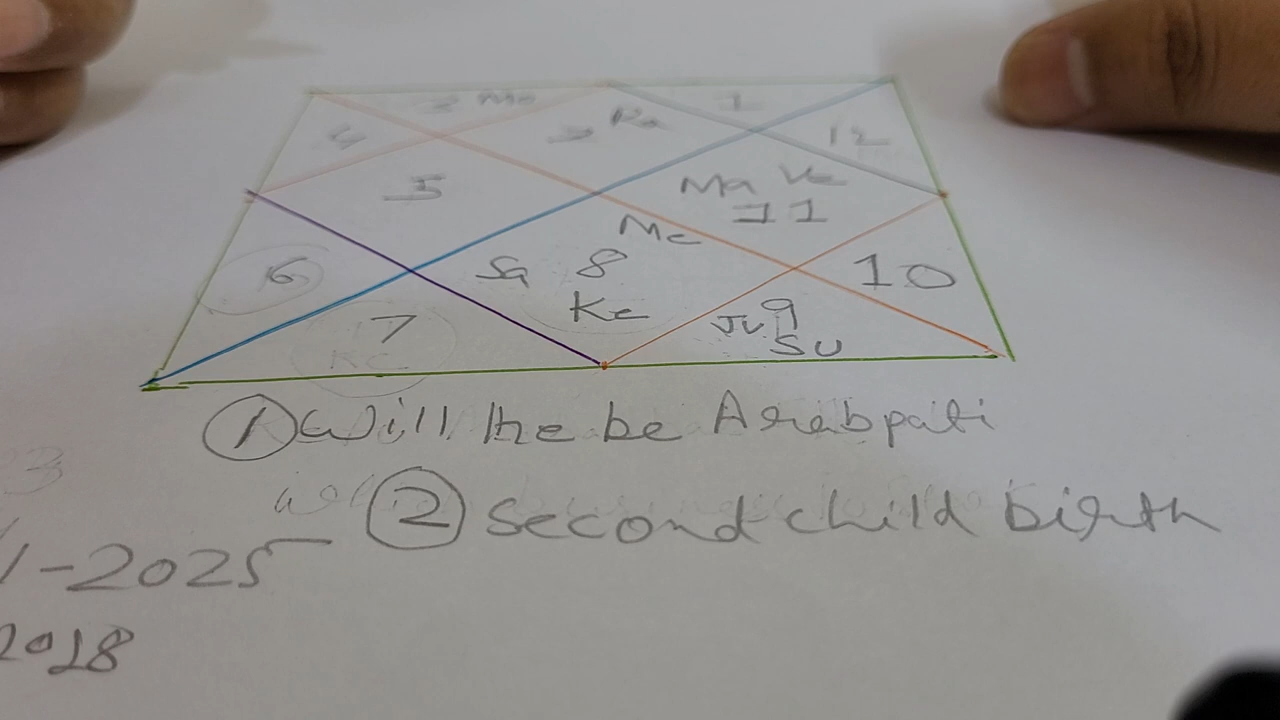 3 Mo 1
4 2 Ra 12
5 Ma Ve
11
Me
6 Sa 8 10
Ke
7 Ju 9
Ke Su
① Will he be Arabpati
② Second child birth
1-2025
2018